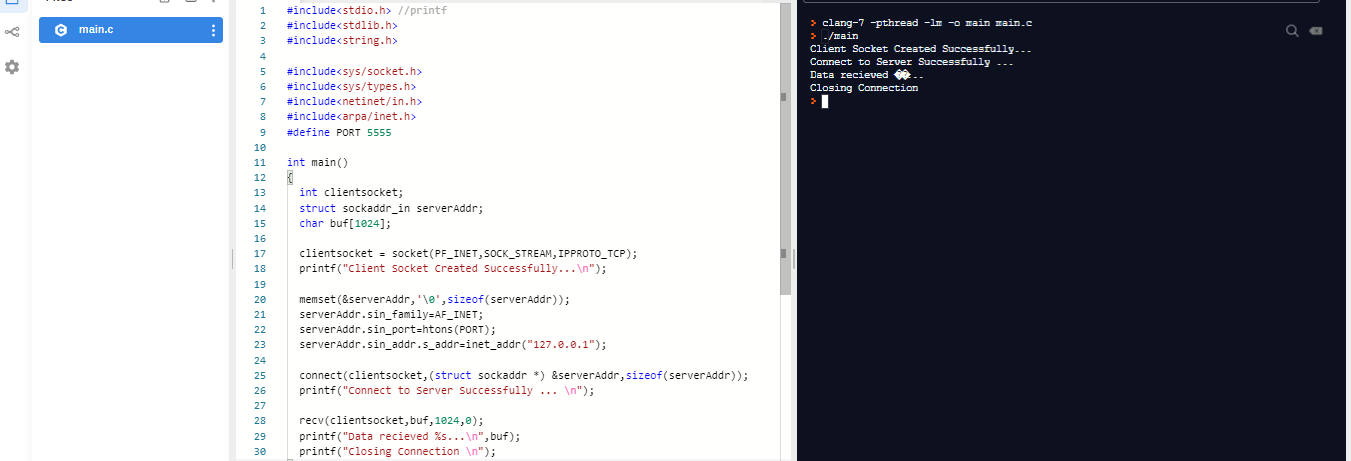 main.c
1 #include<stdio.h> //printf
2 #include<stdlib.h>
3 #include<string.h>
4
5 #include<sys/socket.h>
6 #include<sys/types.h>
7 #include<netinet/in.h>
8 #include<arpa/inet.h>
9 #define PORT 5555
10
11 int main()
12 {
13 int clientsocket;
14 struct sockaddr_in serverAddr;
15 char buf[1024];
16
17 clientsocket = socket(PF_INET,SOCK_STREAM,IPPROTO_TCP);
18 printf("Client Socket Created Successfully...\n");
19
20 memset(&serverAddr,'\0',sizeof(serverAddr));
21 serverAddr.sin_family=AF_INET;
22 serverAddr.sin_port=htons(PORT);
23 serverAddr.sin_addr.s_addr=inet_addr("127.0.0.1");
24
25 connect(clientsocket,(struct sockaddr *) &serverAddr,sizeof(serverAddr));
26 printf("Connect to Server Successfully ... \n");
27
28 recv(clientsocket,buf,1024,0);
29 printf("Data recieved %s...\n",buf);
30 printf("Closing Connection \n");
> clang-7 -pthread -lm -o main main.c
> ./main
Client Socket Created Successfully...
Connect to Server Successfully ...
Data recieved ��...
Closing Connection
>